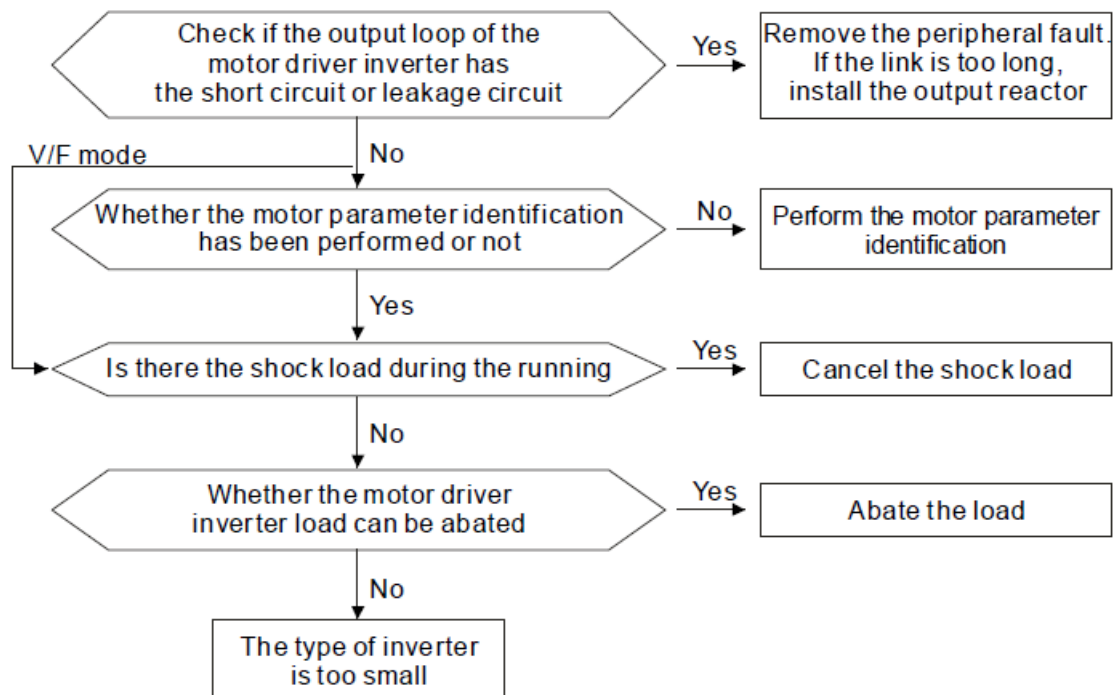 Check if the output loop of the
motor driver inverter has
the short circuit or leakage circuit
Yes
Remove the peripheral fault.
If the link is too long,
install the output reactor
V/F mode
No
Whether the motor parameter identification
has been performed or not
No
Perform the motor parameter
identification
Yes
Is there the shock load during the running
Yes
Cancel the shock load
No
Whether the motor driver
inverter load can be abated
Yes
Abate the load
No
The type of inverter
is too small